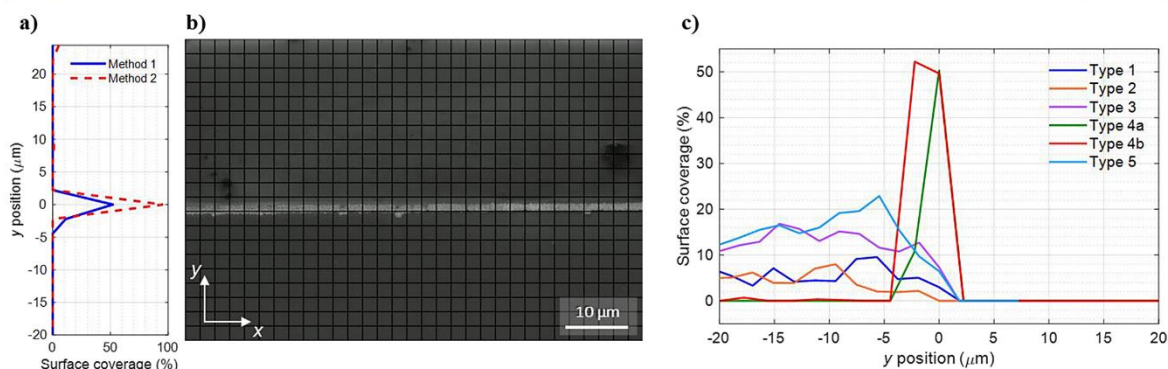 a)
20
15
10
5
0
-5
-10
-15
-20
y position (μm)
0
50
100
Surface coverage (%)
Method 1
Method 2
b)
y
x
10 μm
c)
50
40
30
20
10
0
Surface coverage (%)
-20
-15
-10
-5
0
5
10
15
20
y position (μm)
Type 1
Type 2
Type 3
Type 4a
Type 4b
Type 5